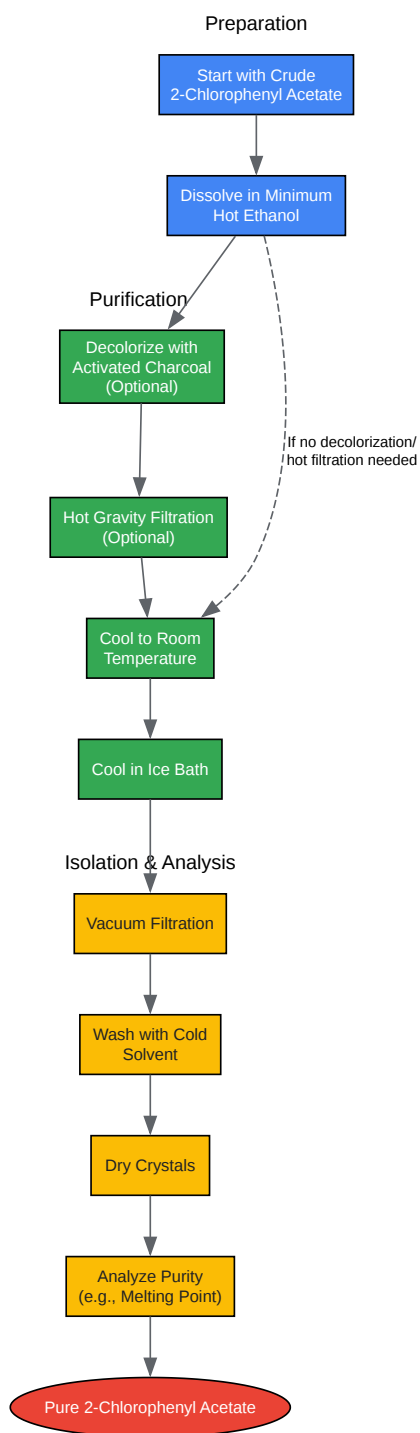 Preparation
Start with Crude
2-Chlorophenyl Acetate
Dissolve in Minimum
Hot Ethanol
Purification
Decolorize with
Activated Charcoal
(Optional)
If no decolorization/
hot filtration needed
Hot Gravity Filtration
(Optional)
Cool to Room
Temperature
Cool in Ice Bath
Isolation & Analysis
Vacuum Filtration
Wash with Cold
Solvent
Dry Crystals
Analyze Purity
(e.g., Melting Point)
Pure 2-Chlorophenyl Acetate